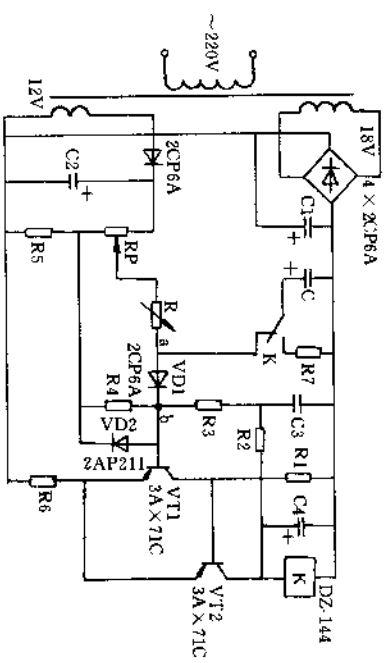 ~220V
12V
18V
4×2CP6A
2CP6A
C2
+
C1
+
C
+
R5
RP
R
a
K
R7
2CP6A
VD1
R4
b
R3
C3
VD2
2AP211
R2
R1
R6
VT1
3A×71C
C4
+
K
DZ-144
VT2
3A×71C